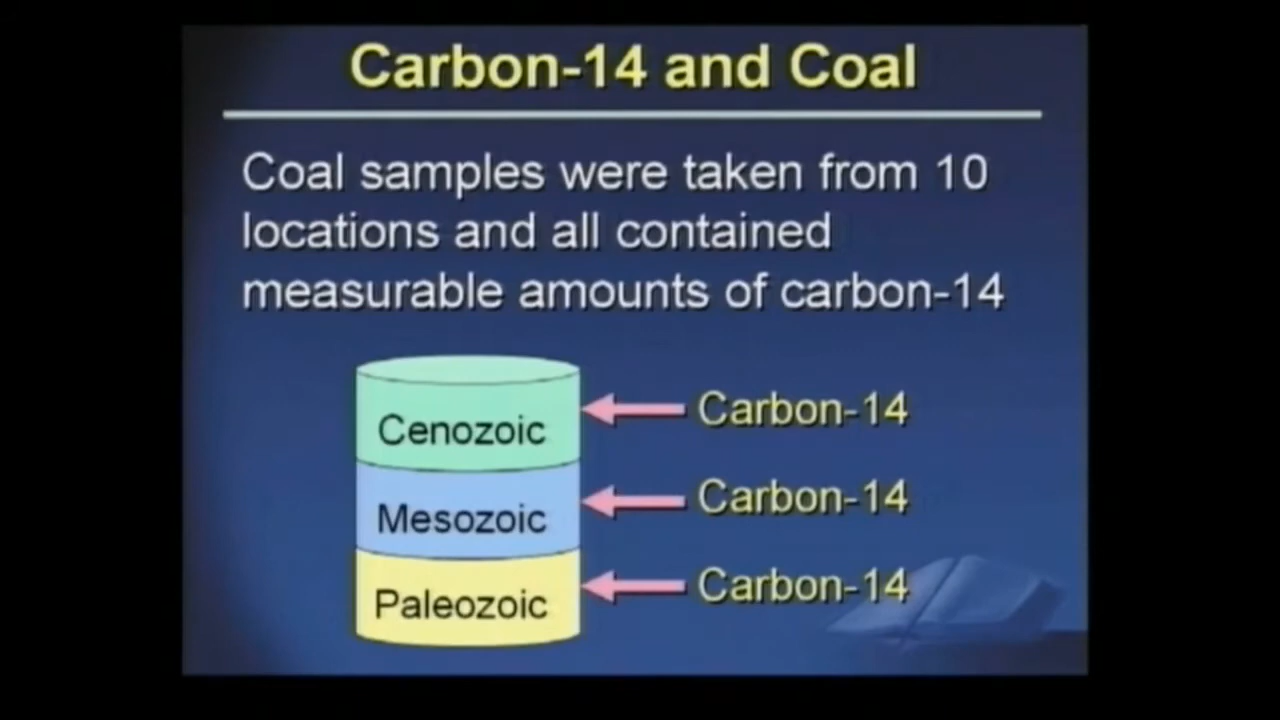 Carbon-14 and Coal
Coal samples were taken from 10
locations and all contained
measurable amounts of carbon-14
Cenozoic
Carbon-14
Mesozoic
Carbon-14
Paleozoic
Carbon-14